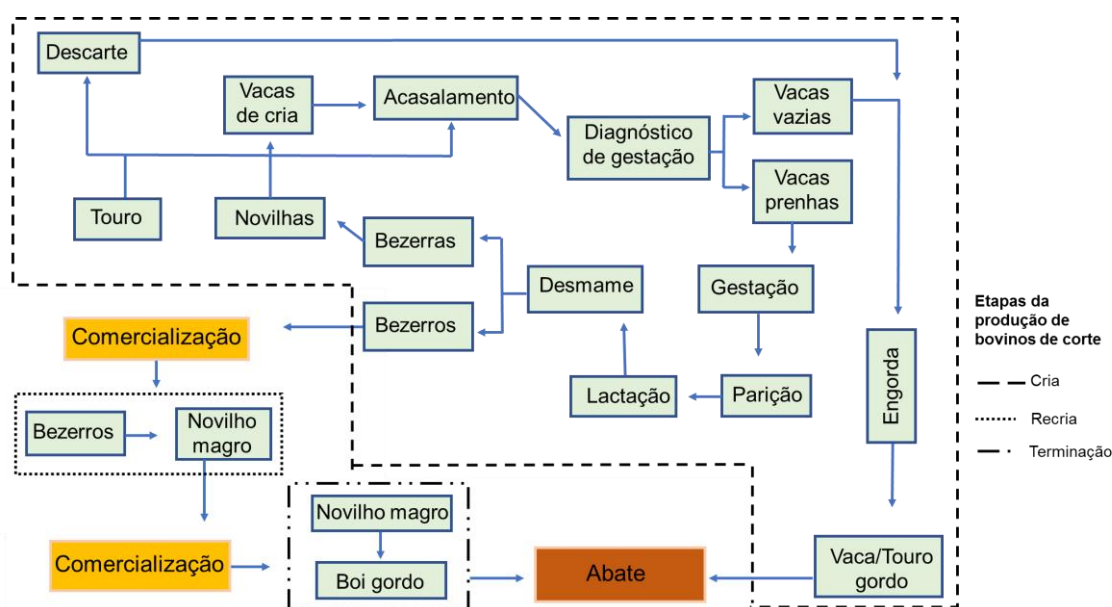 Descarte
Vacas
de cria
Acasalamento
Diagnóstico
de gestação
Vacas
vazias
Vacas
prenhas
Touro
Novilhas
Bezerras
Desmame
Gestação
Bezerros
Comercialização
Lactação
Parição
Engorda
Etapas da
produção de
bovinos de corte
Cria
Recria
Terminação
Bezerros
Novilho
magro
Novilho magro
Boi gordo
Comercialização
Abate
Vaca/Touro
gordo